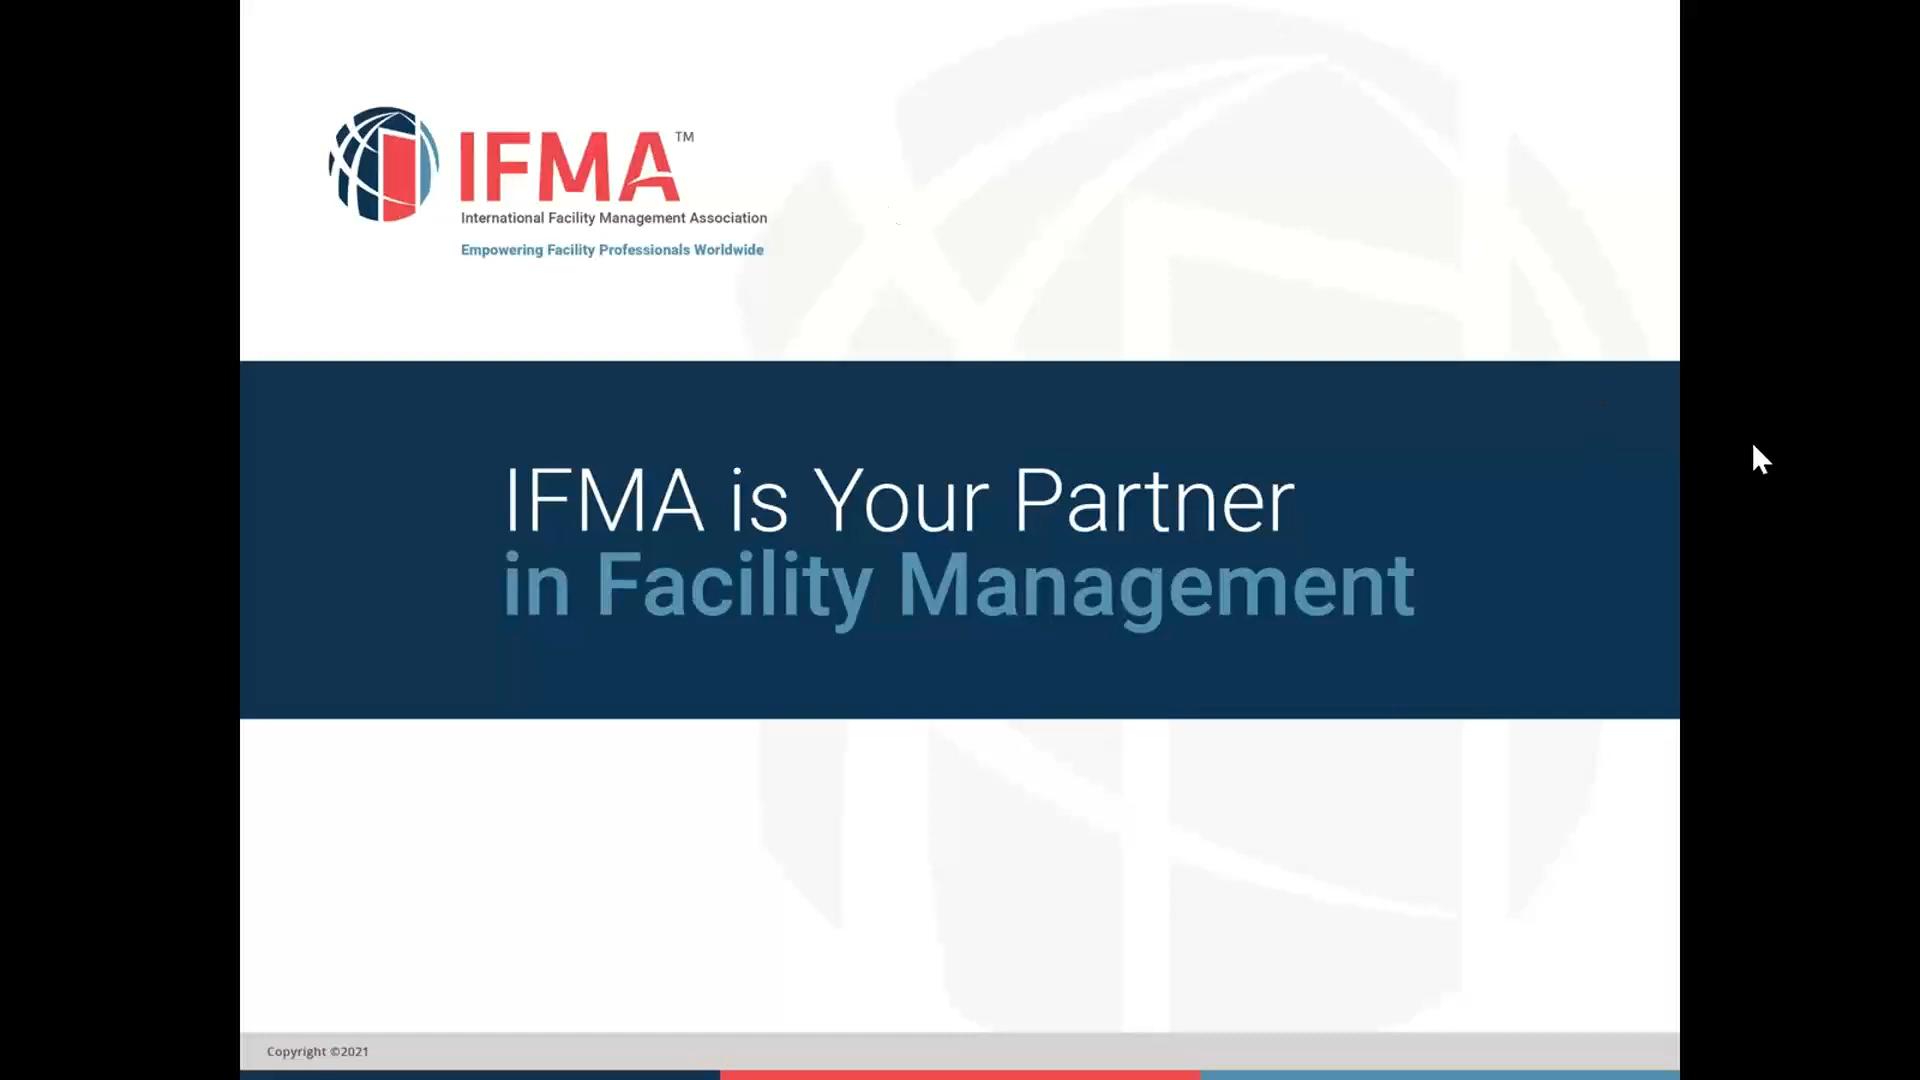 IFMA™
International Facility Management Association
Empowering Facility Professionals Worldwide
IFMA is Your Partner
in Facility Management
Copyright ©2021